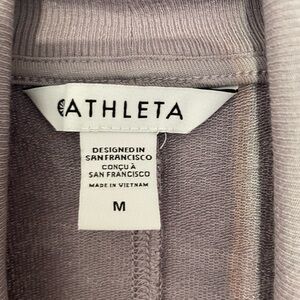 ATHLETA
DESIGNED IN
SAN FRANCISCO
CONÇU À
SAN FRANCISCO
MADE IN VIETNAM
M